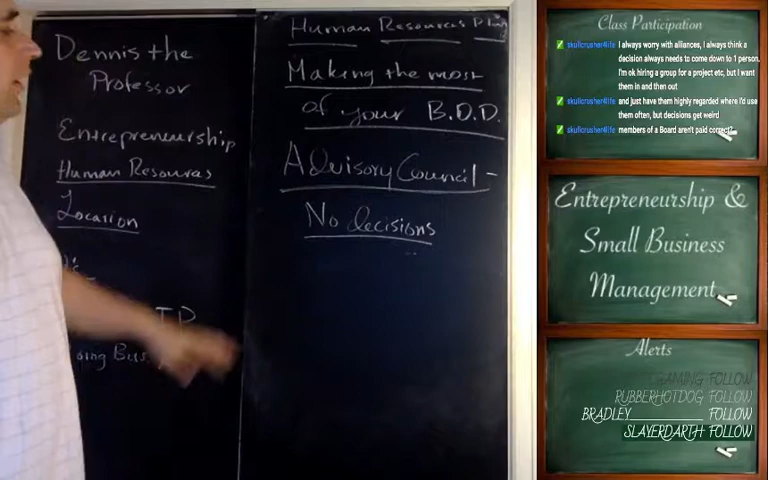 Dennis the
Professor
Entrepreneurship
Human Resources
Location
Human Resources Plan
Making the most
of your B.O.D.
Advisory Council -
No decisions
Class Participation
skullcrusher4life I always worry with alliances, I always think a
decision always needs to come down to 1 person.
I'm ok hiring a group for a project etc, but I want
them in and then out
skullcrusher4life and just have them highly regarded where I'd use
them often, but decisions get weird
skullcrusher4life members of a Board aren't paid correct?
Entrepreneurship &
Small Business
Management
Alerts
GAMING FOLLOW
RUBBERHOTDOG FOLLOW
BRADLEY____________ FOLLOW
SLAYERDARTH FOLLOW